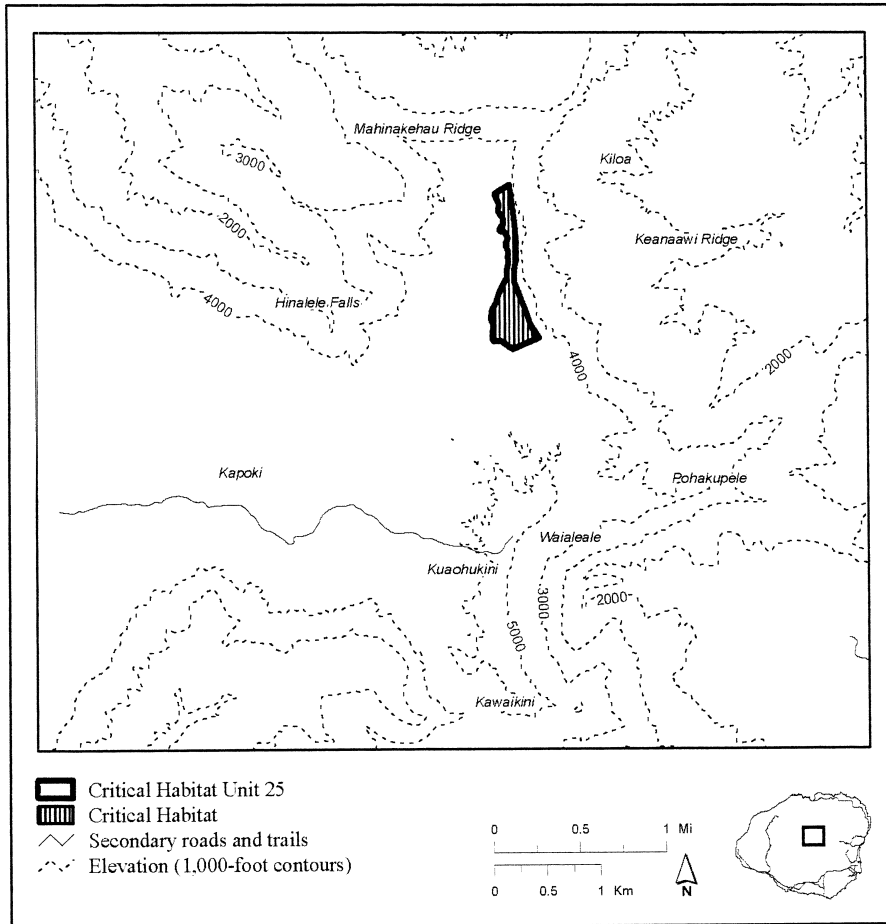 Mahinakehau Ridge
3000
Kiloa
2000
Keanaawi Ridge
Hinalele Falls
4000
4000
2000
Kapoki
Pohakupele
Waialeale
Kuaohukini
3000
2000
5000
Kawaikini
Critical Habitat Unit 25
Critical Habitat
Secondary roads and trails
Elevation (1,000-foot contours)
0 0.5 1 Mi
0 0.5 1 Km
N